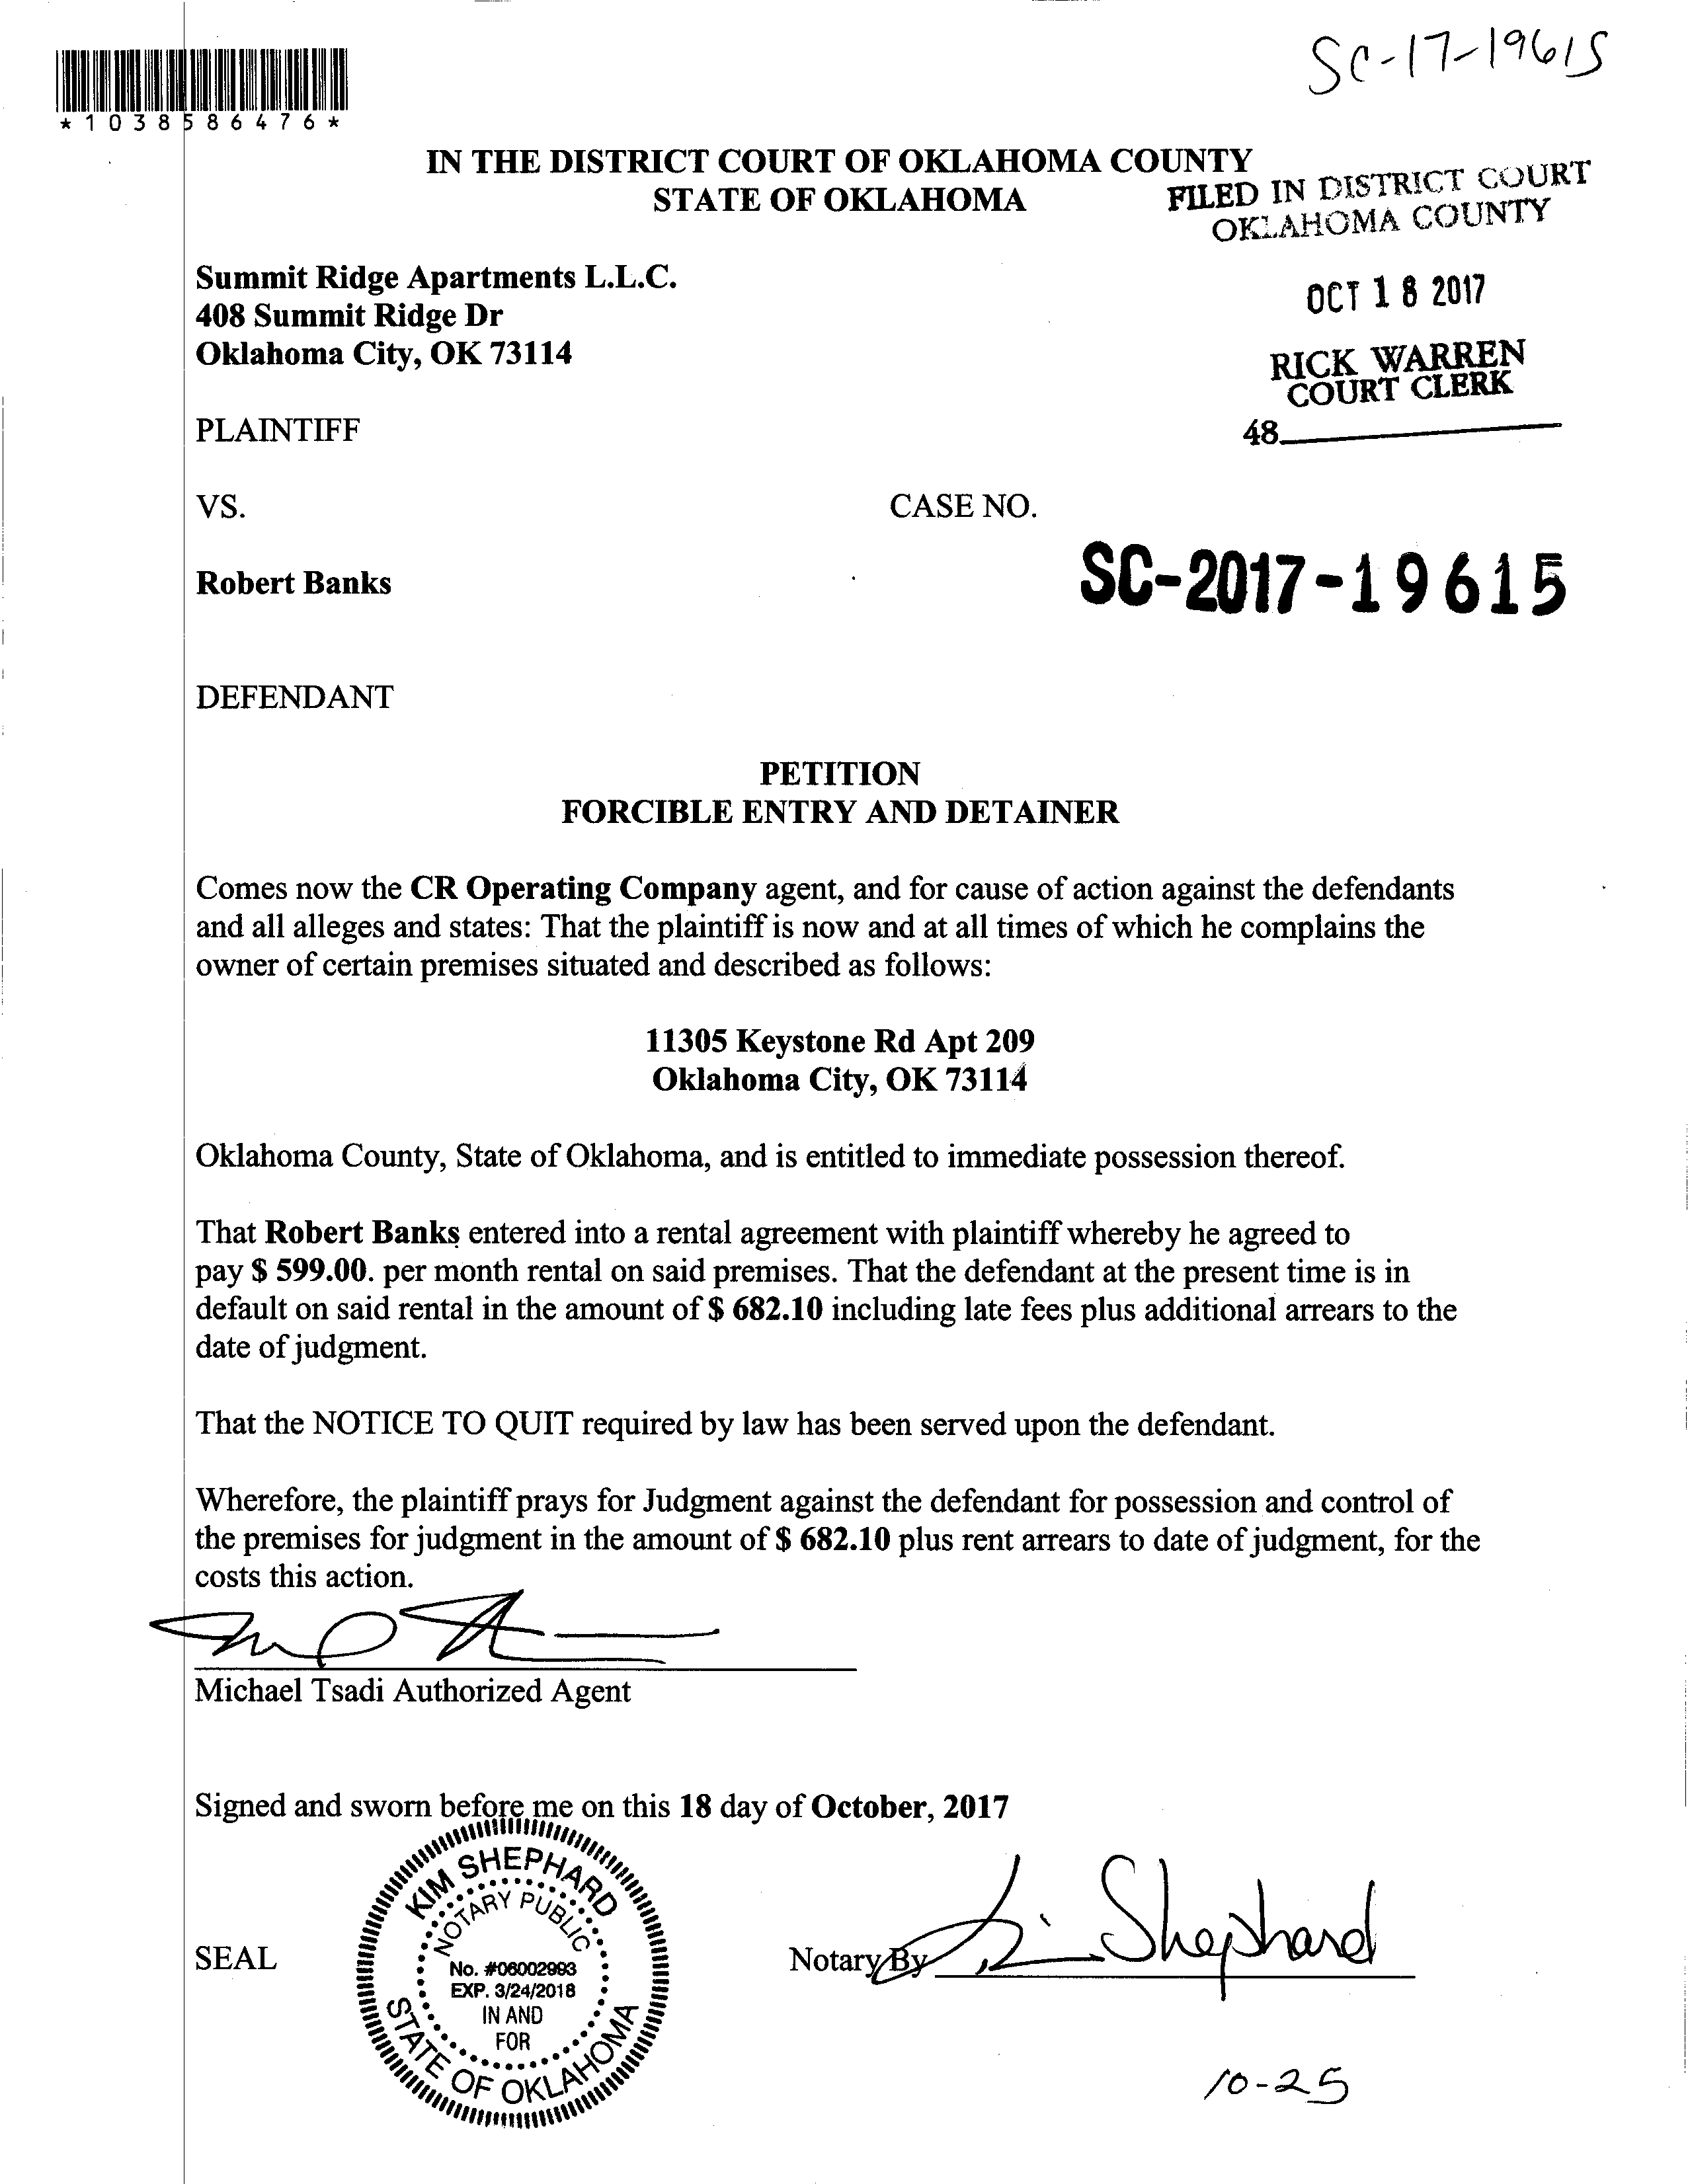 SC-17-19615
*1038586476*
IN THE DISTRICT COURT OF OKLAHOMA COUNTY
STATE OF OKLAHOMA
FILED IN DISTRICT COURT
OKLAHOMA COUNTY
Summit Ridge Apartments L.L.C.
408 Summit Ridge Dr
Oklahoma City, OK 73114
OCT 18 2017
RICK WARREN
COURT CLERK
PLAINTIFF
48
VS.
CASE NO.
Robert Banks
SC-2017-19615
DEFENDANT
PETITION
FORCIBLE ENTRY AND DETAINER
Comes now the CR Operating Company agent, and for cause of action against the defendants
and all alleges and states: That the plaintiff is now and at all times of which he complains the
owner of certain premises situated and described as follows:
11305 Keystone Rd Apt 209
Oklahoma City, OK 73114
Oklahoma County, State of Oklahoma, and is entitled to immediate possession thereof.
That Robert Banks entered into a rental agreement with plaintiff whereby he agreed to
pay $ 599.00. per month rental on said premises. That the defendant at the present time is in
default on said rental in the amount of $ 682.10 including late fees plus additional arrears to the
date of judgment.
That the NOTICE TO QUIT required by law has been served upon the defendant.
Wherefore, the plaintiff prays for Judgment against the defendant for possession and control of
the premises for judgment in the amount of $ 682.10 plus rent arrears to date of judgment, for the
costs this action.
Michael Tsadi Authorized Agent
Signed and sworn before me on this 18 day of October, 2017
KIM SHEPHARD
NOTARY PUBLIC
No. #06002993
EXP. 3/24/2018
IN AND
FOR
STATE OF OKLAHOMA
SEAL
Notary By Kim Shephard
10-25